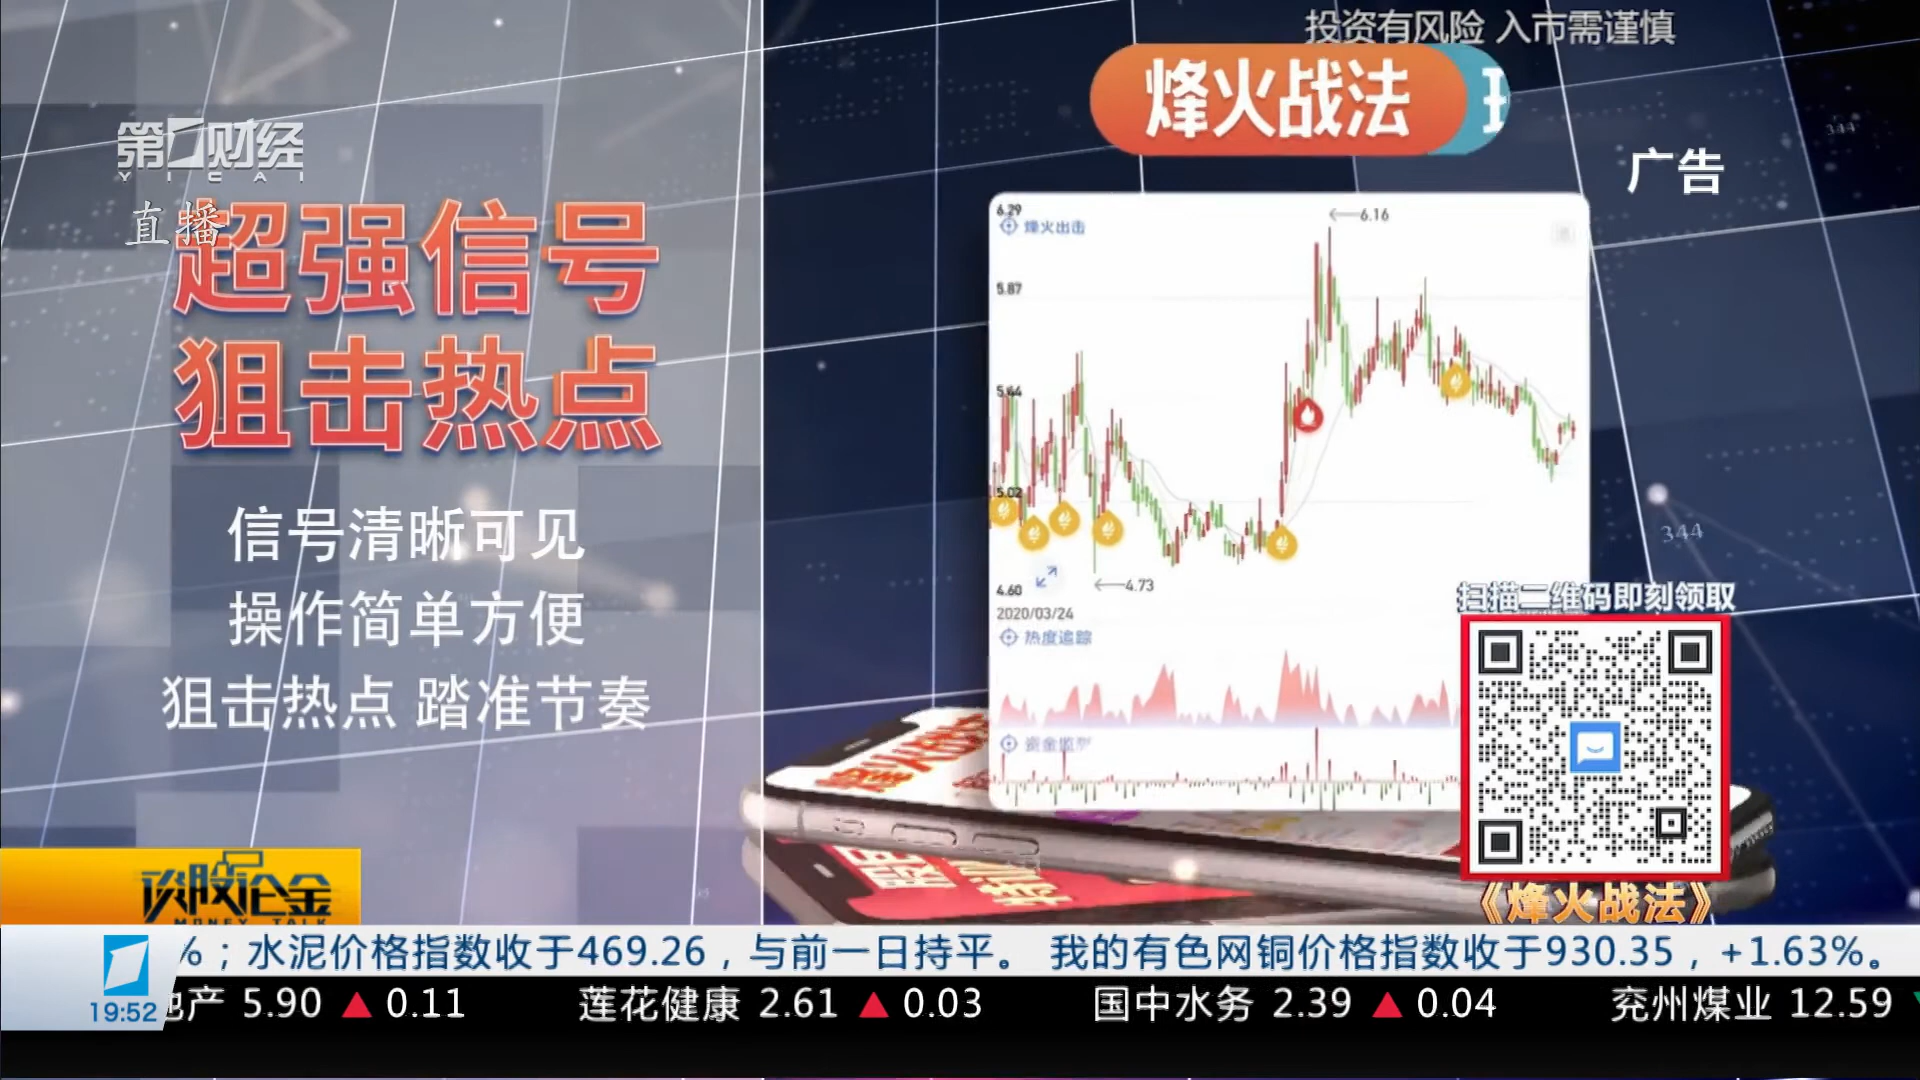 投资有风险 入市需谨慎
烽火战法
广告
第一财经
YICAI
直播
超强信号
狙击热点
信号清晰可见
操作简单方便
狙击热点 踏准节奏
6.29
烽火出击
6.16
5.87
5.64
5.02
4.60
4.73
2020/03/24
热度追踪
344
344
扫描二维码即刻领取
《烽火战法》
谈股论金
MONEY TALK
%；水泥价格指数收于469.26，与前一日持平。 我的有色网铜价格指数收于930.35，+1.63%。
19:52
地产 5.90 ▲ 0.11 莲花健康 2.61 ▲ 0.03 国中水务 2.39 ▲ 0.04 兖州煤业 12.59